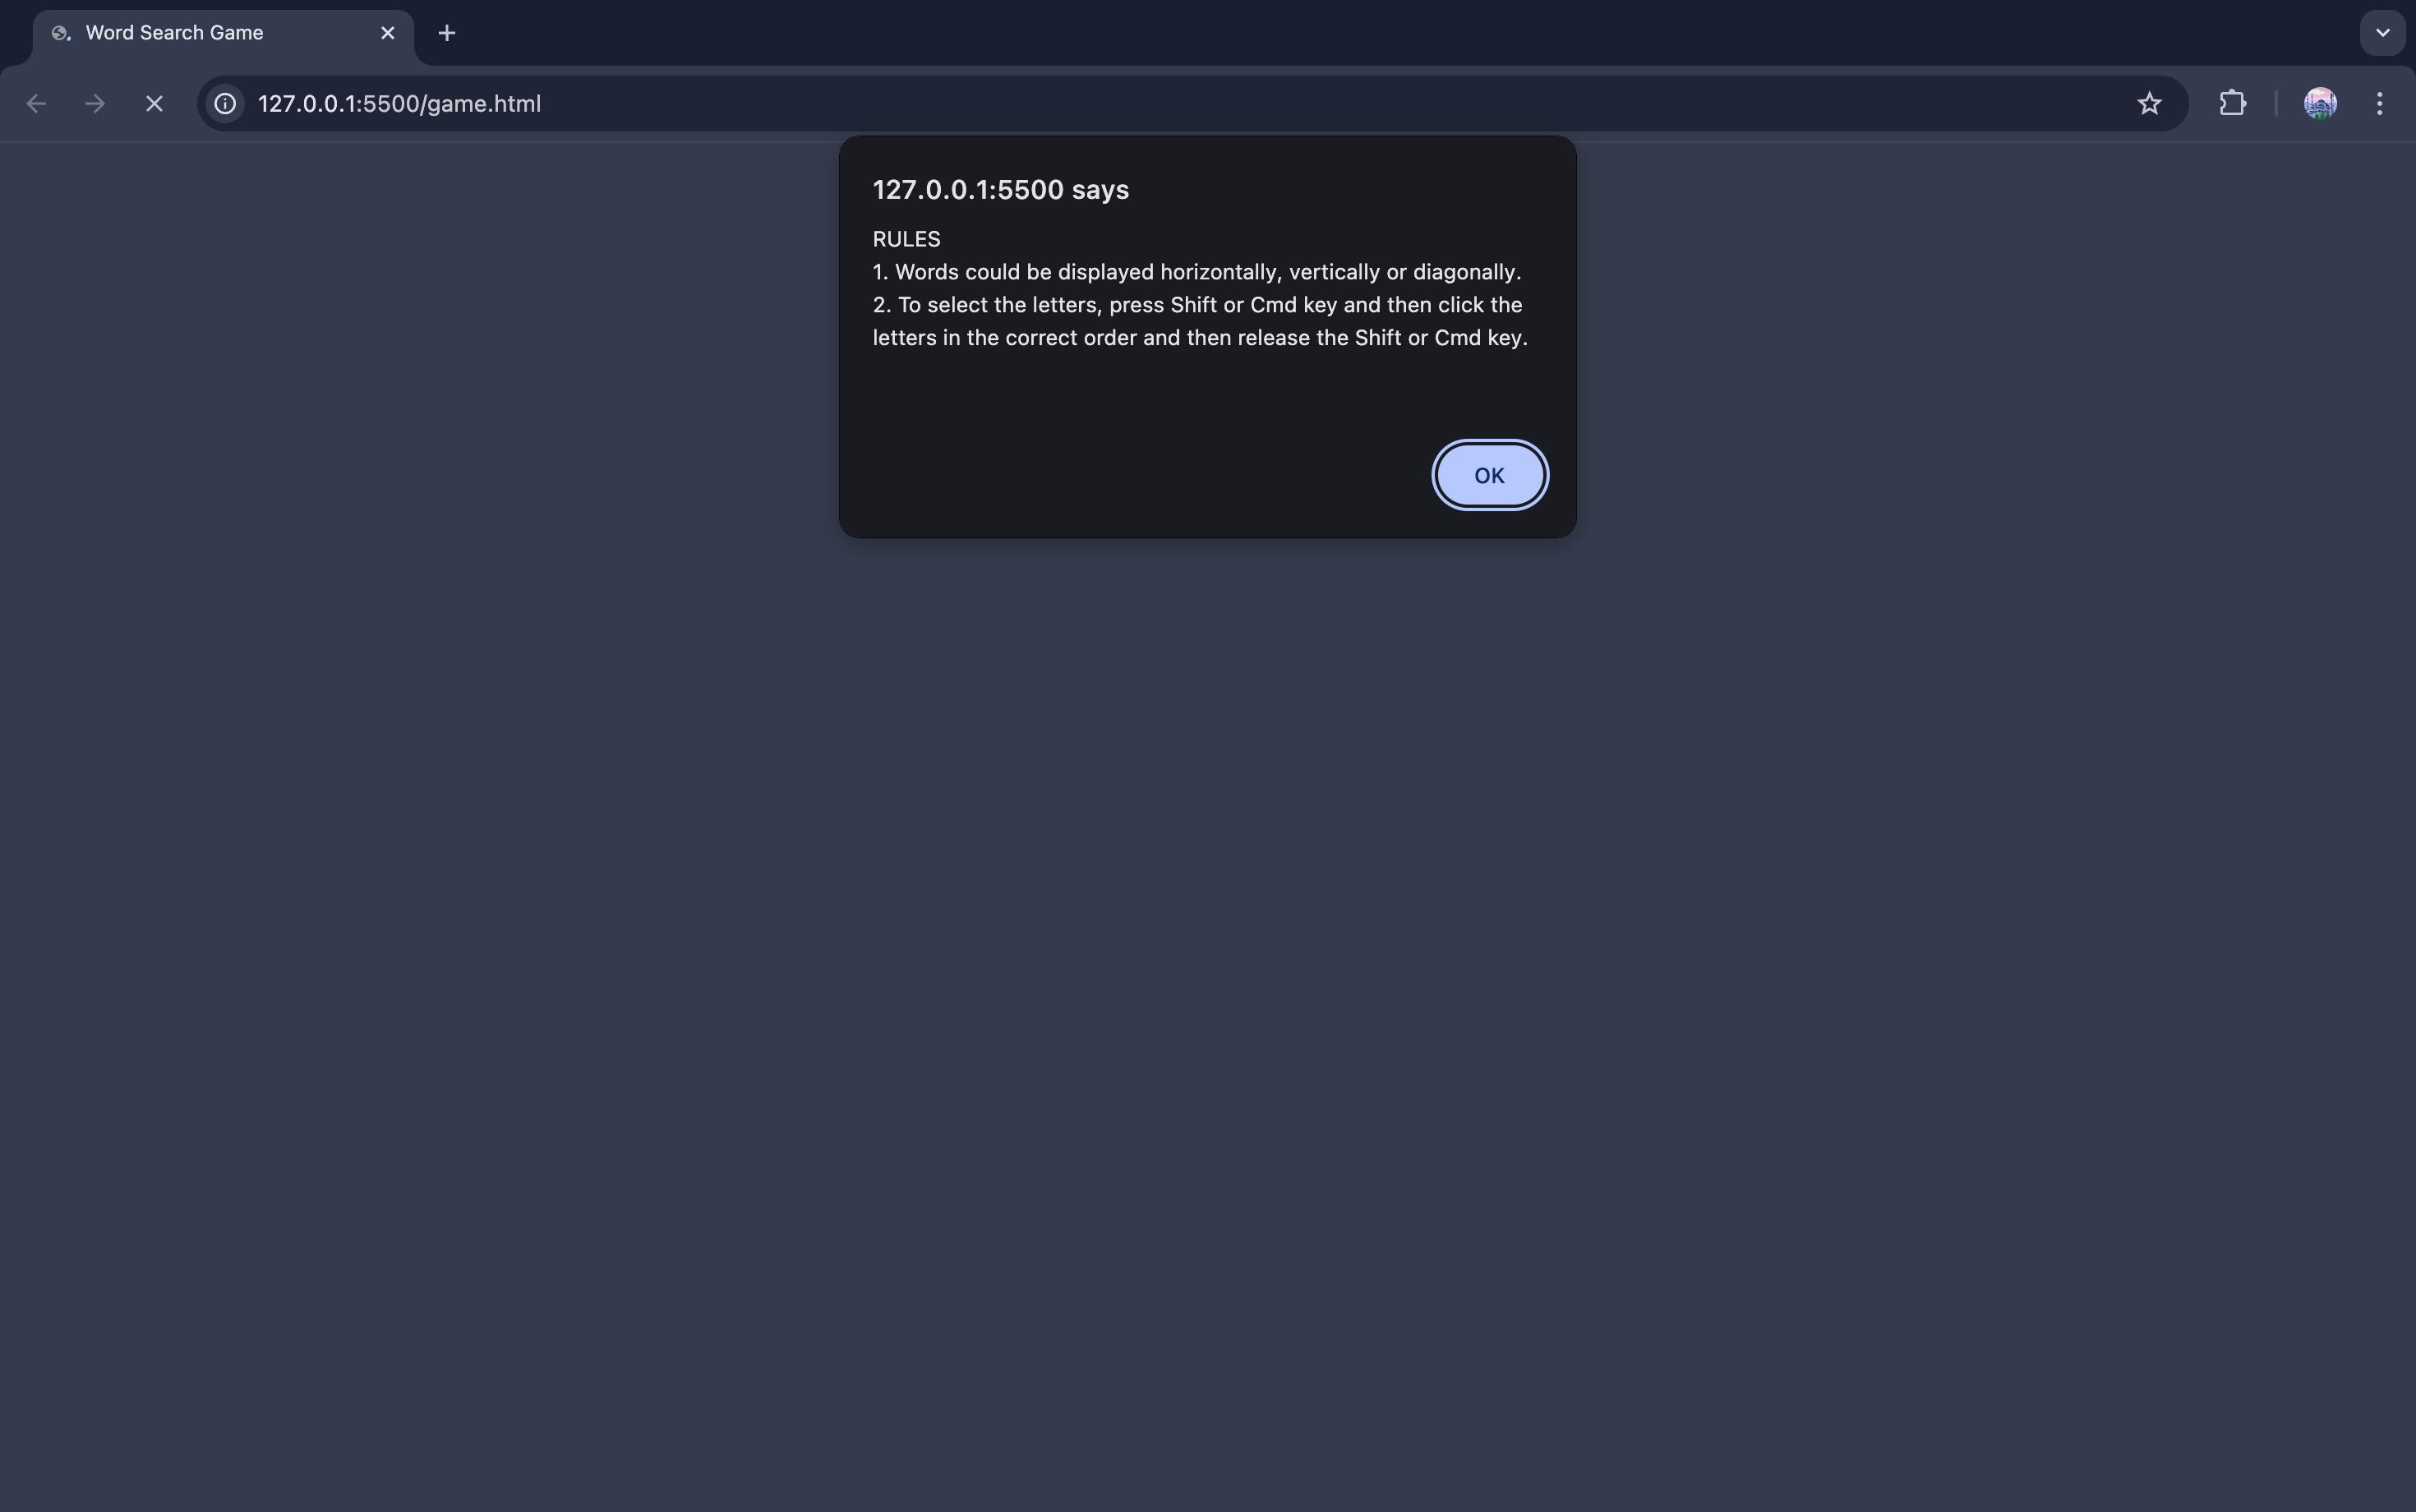 Word Search Game
127.0.0.1:5500/game.html
127.0.0.1:5500 says
RULES
1. Words could be displayed horizontally, vertically or diagonally.
2. To select the letters, press Shift or Cmd key and then click the
letters in the correct order and then release the Shift or Cmd key.
OK